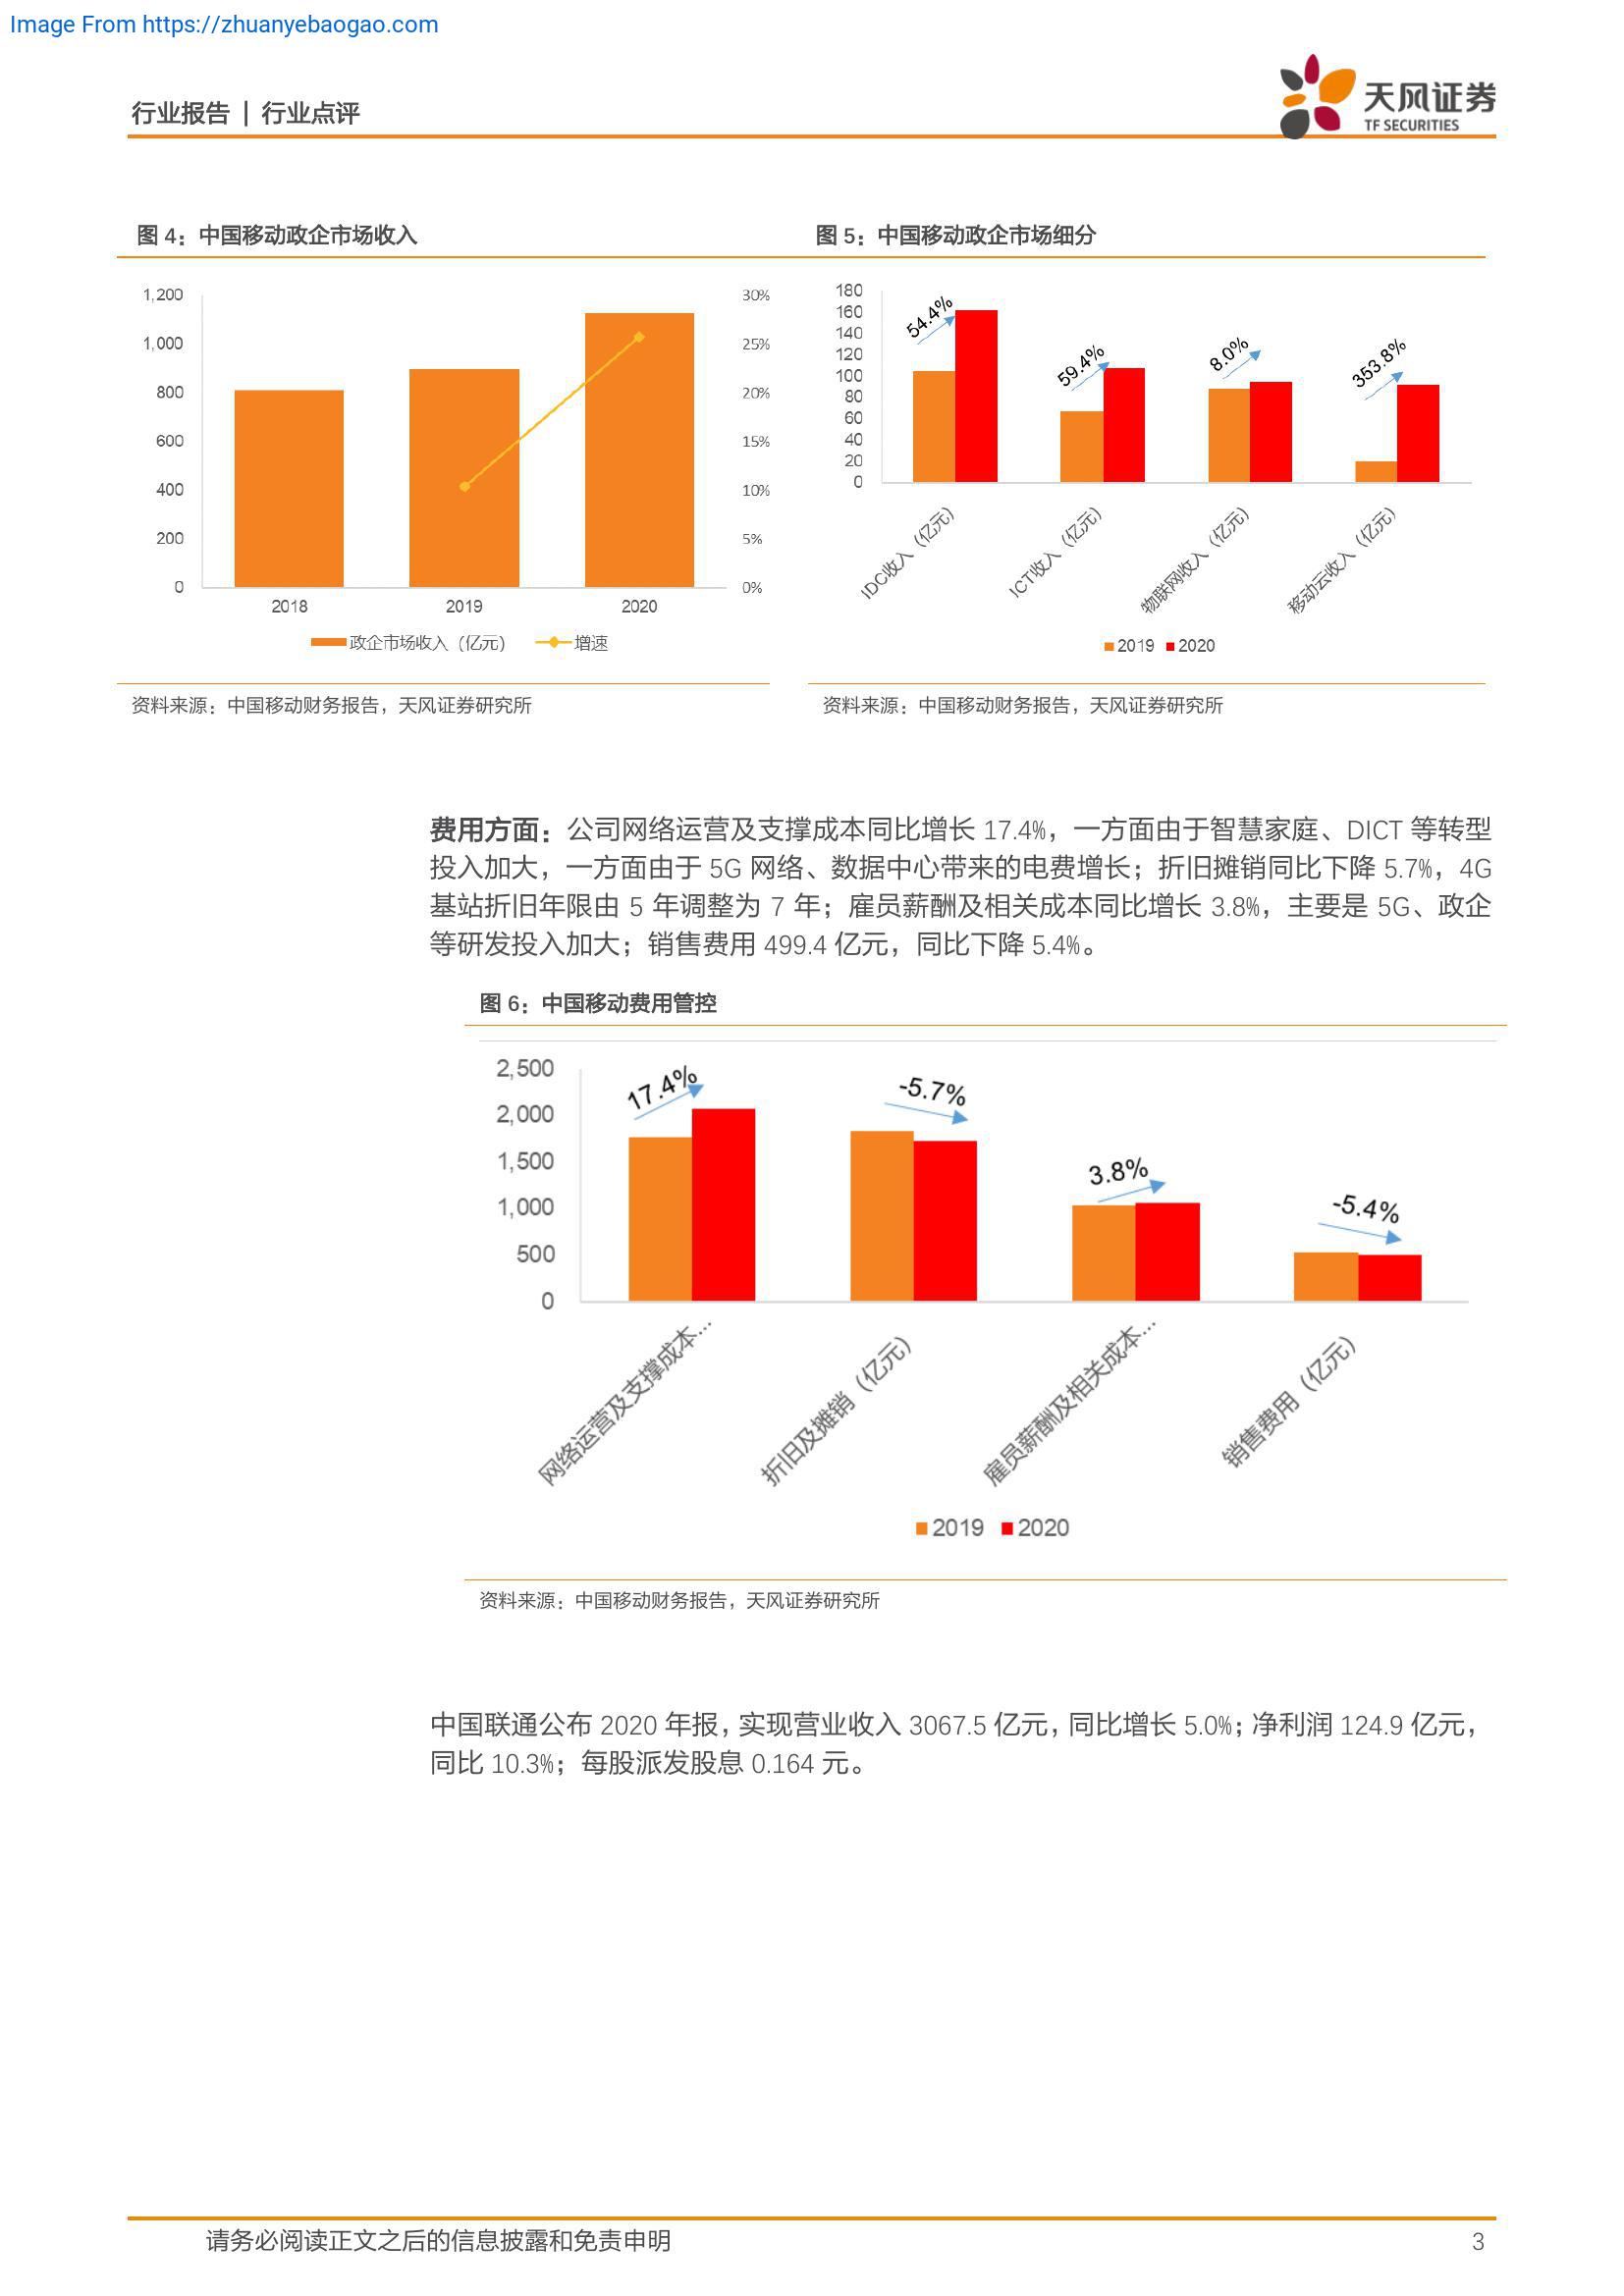 Image From https://zhuanyebaogao.com
行业报告 | 行业点评
天风证券
TF SECURITIES
图 4：中国移动政企市场收入
1,200
1,000
800
600
400
200
0
30%
25%
20%
15%
10%
5%
0%
2018 2019 2020
政企市场收入（亿元） 增速
资料来源：中国移动财务报告，天风证券研究所
图 5：中国移动政企市场细分
180
160
140
120
100
80
60
40
20
0
54.4%
59.4%
8.0%
353.8%
IDC收入（亿元）
ICT收入（亿元）
物联网收入（亿元）
移动云收入（亿元）
2019 2020
资料来源：中国移动财务报告，天风证券研究所
费用方面：公司网络运营及支撑成本同比增长 17.4%，一方面由于智慧家庭、DICT 等转型
投入加大，一方面由于 5G 网络、数据中心带来的电费增长；折旧摊销同比下降 5.7%，4G
基站折旧年限由 5 年调整为 7 年；雇员薪酬及相关成本同比增长 3.8%，主要是 5G、政企
等研发投入加大；销售费用 499.4 亿元，同比下降 5.4%。
图 6：中国移动费用管控
2,500
2,000
1,500
1,000
500
0
17.4%
-5.7%
3.8%
-5.4%
网络运营及支撑成本…
折旧及摊销（亿元）
雇员薪酬及相关成本…
销售费用（亿元）
2019 2020
资料来源：中国移动财务报告，天风证券研究所
中国联通公布 2020 年报，实现营业收入 3067.5 亿元，同比增长 5.0%；净利润 124.9 亿元，
同比 10.3%；每股派发股息 0.164 元。
请务必阅读正文之后的信息披露和免责申明
3